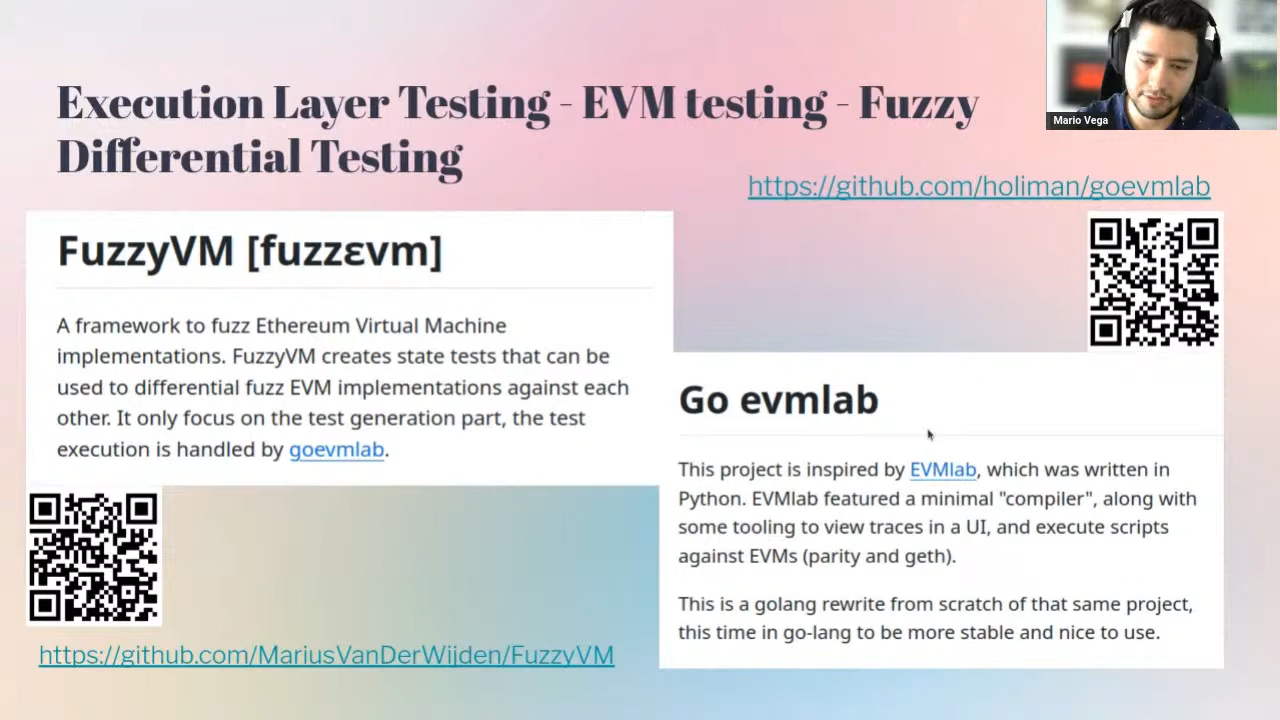 Execution Layer Testing - EVM testing - Fuzzy
Differential Testing
Mario Vega
https://github.com/holiman/goevmlab
FuzzyVM [fuzzεvm]
A framework to fuzz Ethereum Virtual Machine
implementations. FuzzyVM creates state tests that can be
used to differential fuzz EVM implementations against each
other. It only focus on the test generation part, the test
execution is handled by goevmlab.
https://github.com/MariusVanDerWijden/FuzzyVM
Go evmlab
This project is inspired by EVMlab, which was written in
Python. EVMlab featured a minimal "compiler", along with
some tooling to view traces in a UI, and execute scripts
against EVMs (parity and geth).
This is a golang rewrite from scratch of that same project,
this time in go-lang to be more stable and nice to use.